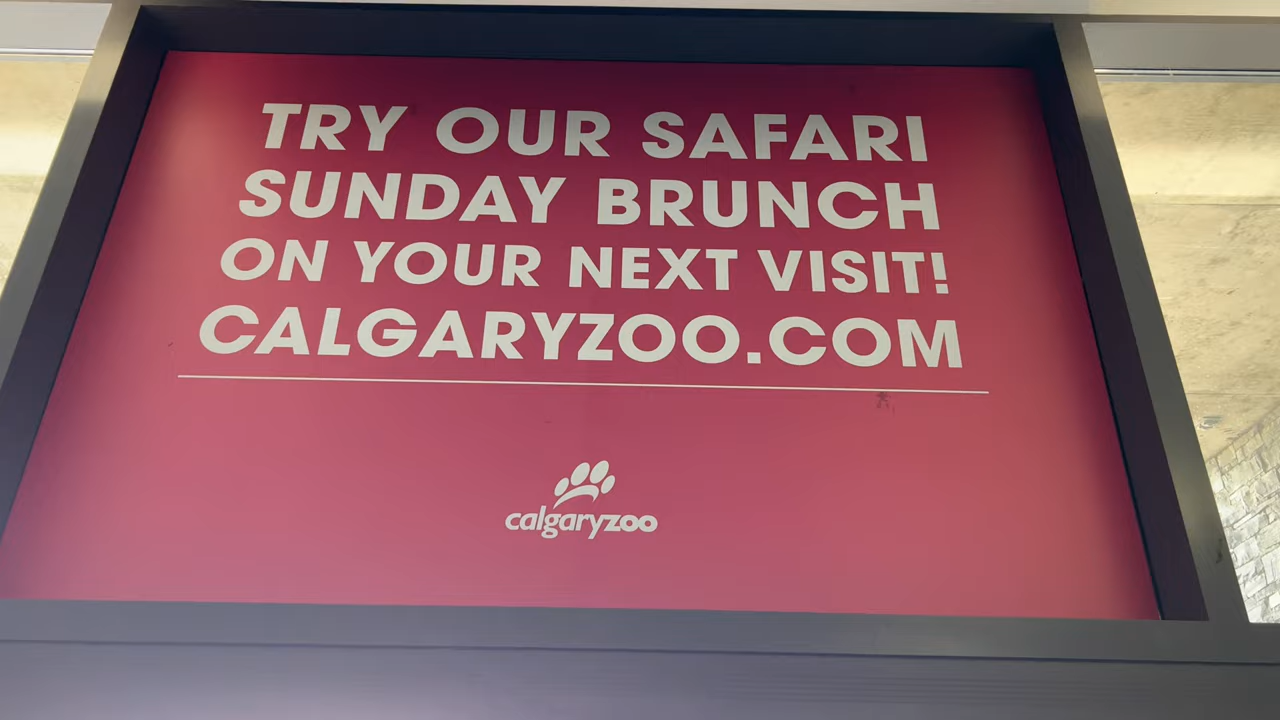 TRY OUR SAFARI
SUNDAY BRUNCH
ON YOUR NEXT VISIT!
CALGARYZOO.COM
calgaryzoo